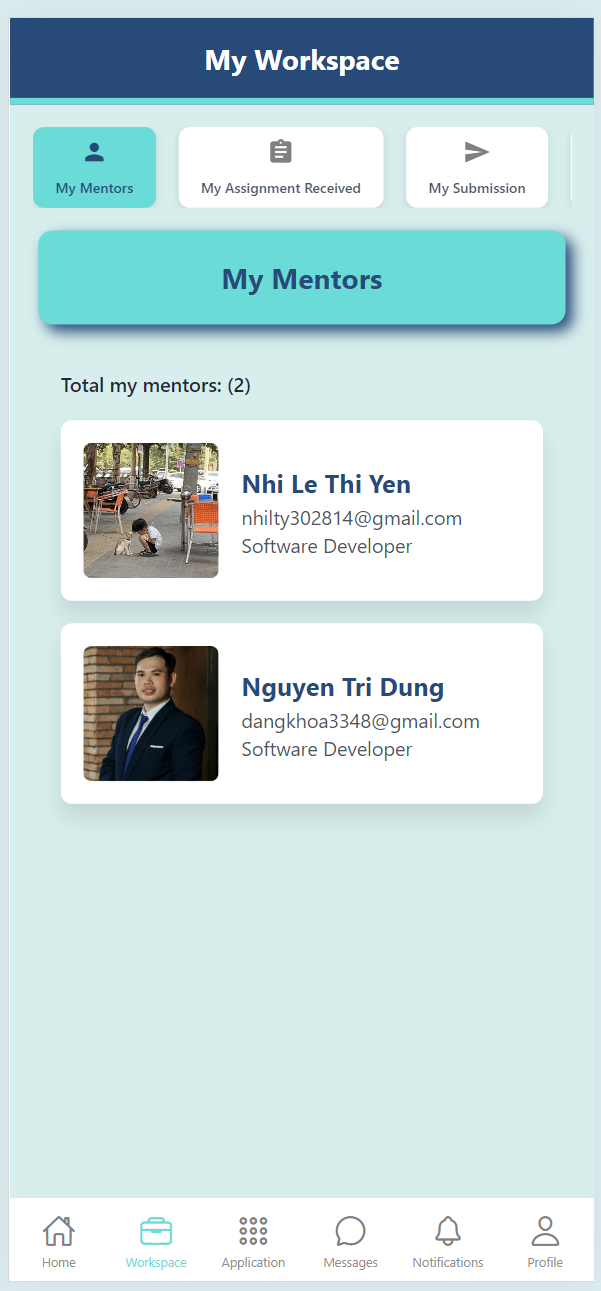 My Workspace
My Mentors
My Assignment Received
My Submission
My Mentors
Total my mentors: (2)
Nhi Le Thi Yen
nhilty302814@gmail.com
Software Developer
Nguyen Tri Dung
dangkhoa3348@gmail.com
Software Developer
Home
Workspace
Application
Messages
Notifications
Profile